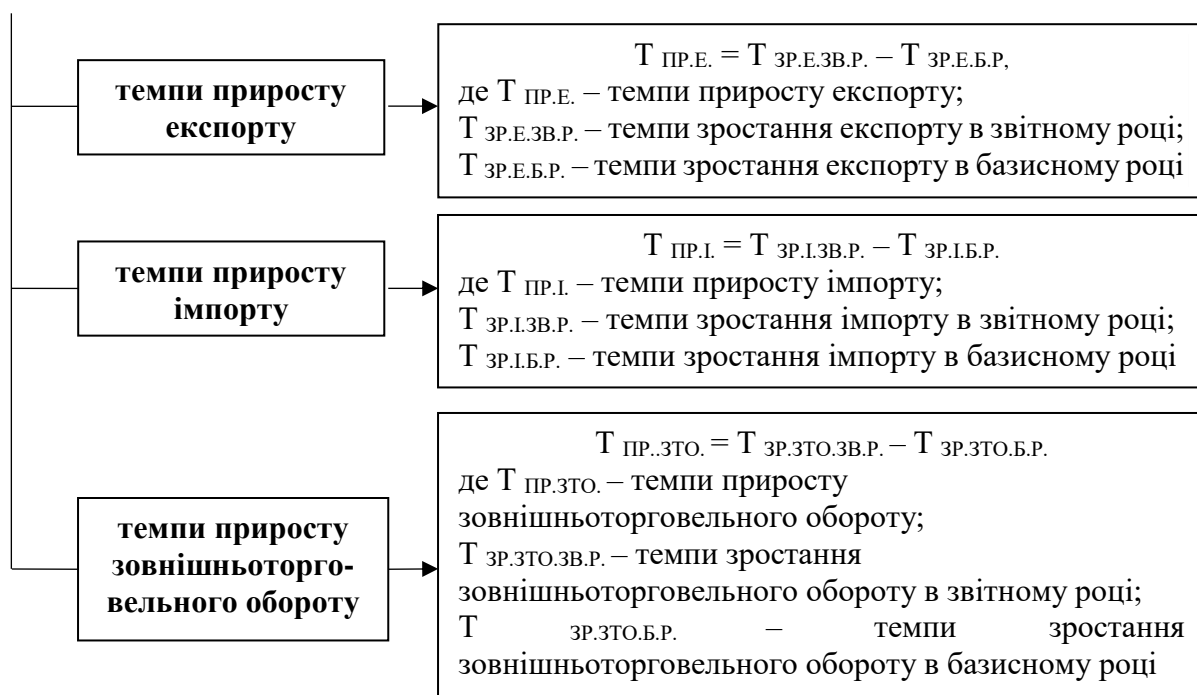 темпи приросту
експорту
Т ПР.Е. = Т ЗР.Е.ЗВ.Р. – Т ЗР.Е.Б.Р,
де Т ПР.Е. – темпи приросту експорту;
Т ЗР.Е.ЗВ.Р. – темпи зростання експорту в звітному році;
Т ЗР.Е.Б.Р. – темпи зростання експорту в базисному році
темпи приросту
імпорту
Т ПР.І. = Т ЗР.І.ЗВ.Р. – Т ЗР.І.Б.Р.
де Т ПР.І. – темпи приросту імпорту;
Т ЗР.І.ЗВ.Р. – темпи зростання імпорту в звітному році;
Т ЗР.І.Б.Р. – темпи зростання імпорту в базисному році
темпи приросту
зовнішньоторго-
вельного обороту
Т ПР..ЗТО. = Т ЗР.ЗТО.ЗВ.Р. – Т ЗР.ЗТО.Б.Р.
де Т ПР.ЗТО. – темпи приросту
зовнішньоторговельного обороту;
Т ЗР.ЗТО.ЗВ.Р. – темпи зростання
зовнішньоторговельного обороту в звітному році;
Т ЗР.ЗТО.Б.Р. – темпи зростання
зовнішньоторговельного обороту в базисному році